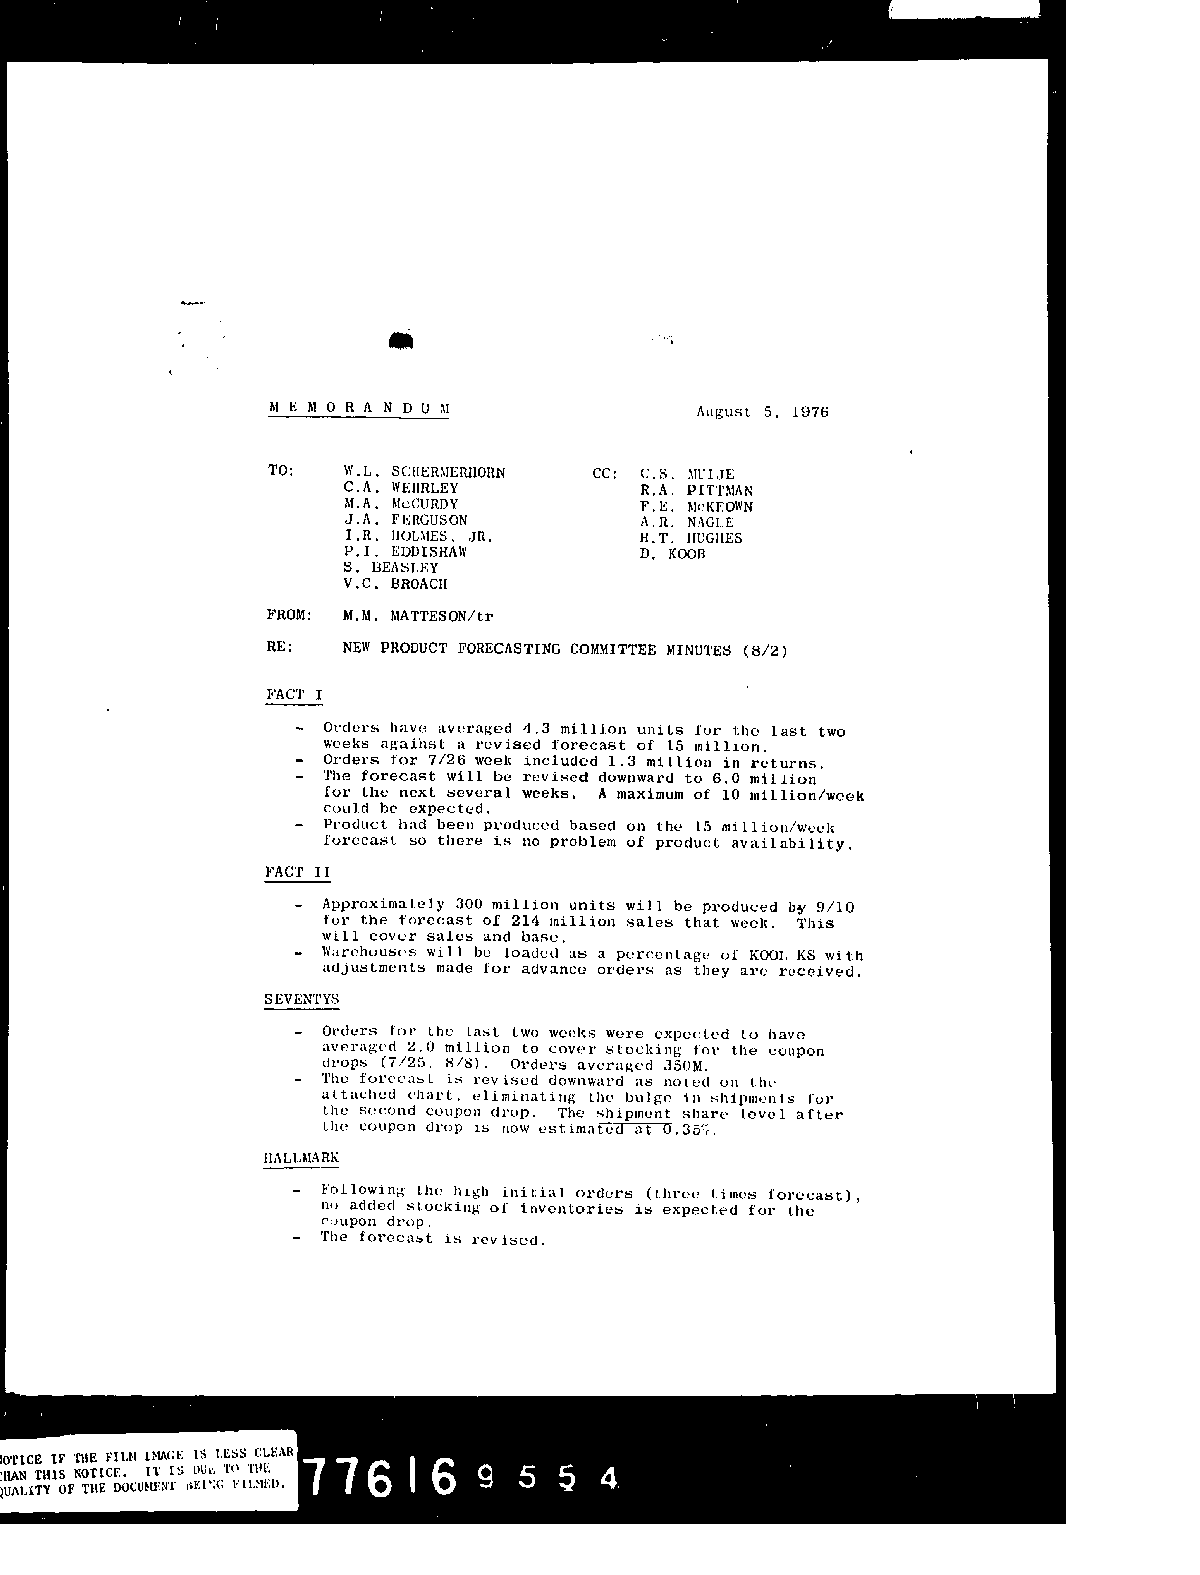 MEMORANDUM August 5, 1976
TO: W.L. SCHERMERHORN CC: C.S. MUIJE
C.A. WEHRLEY R.A. PITTMAN
M.A. McCURDY F.E. McKEOWN
J.A. FERGUSON A.R. NAGLE
I.R. HOLMES, JR. H.T. HUGHES
P.I. EDDISHAW D. KOOB
S. BEASLEY
V.C. BROACH
FROM: M.M. MATTESON/tr
RE: NEW PRODUCT FORECASTING COMMITTEE MINUTES (8/2)
FACT I
- Orders have averaged 4.3 million units for the last two
weeks against a revised forecast of 15 million.
- Orders for 7/26 week included 1.3 million in returns.
- The forecast will be revised downward to 6.0 million
for the next several weeks. A maximum of 10 million/week
could be expected.
- Product had been produced based on the 15 million/week
forecast so there is no problem of product availability.
FACT II
- Approximately 300 million units will be produced by 9/10
for the forecast of 214 million sales that week. This
will cover sales and base.
- Warehouses will be loaded as a percentage of KOOL KS with
adjustments made for advance orders as they are received.
SEVENTYS
- Orders for the last two weeks were expected to have
averaged 2.0 million to cover stocking for the coupon
drops (7/25, 8/8). Orders averaged 350M.
- The forecast is revised downward as noted on the
attached chart, eliminating the bulge in shipments for
the second coupon drop. The shipment share level after
the coupon drop is now estimated at 0.35%.
HALLMARK
- Following the high initial orders (three times forecast),
no added stocking of inventories is expected for the
coupon drop.
- The forecast is revised.
NOTICE IF THE FILM IMAGE IS LESS CLEAR
THAN THIS NOTICE. IT IS DUE TO THE
QUALITY OF THE DOCUMENT BEING FILMED.
776169554